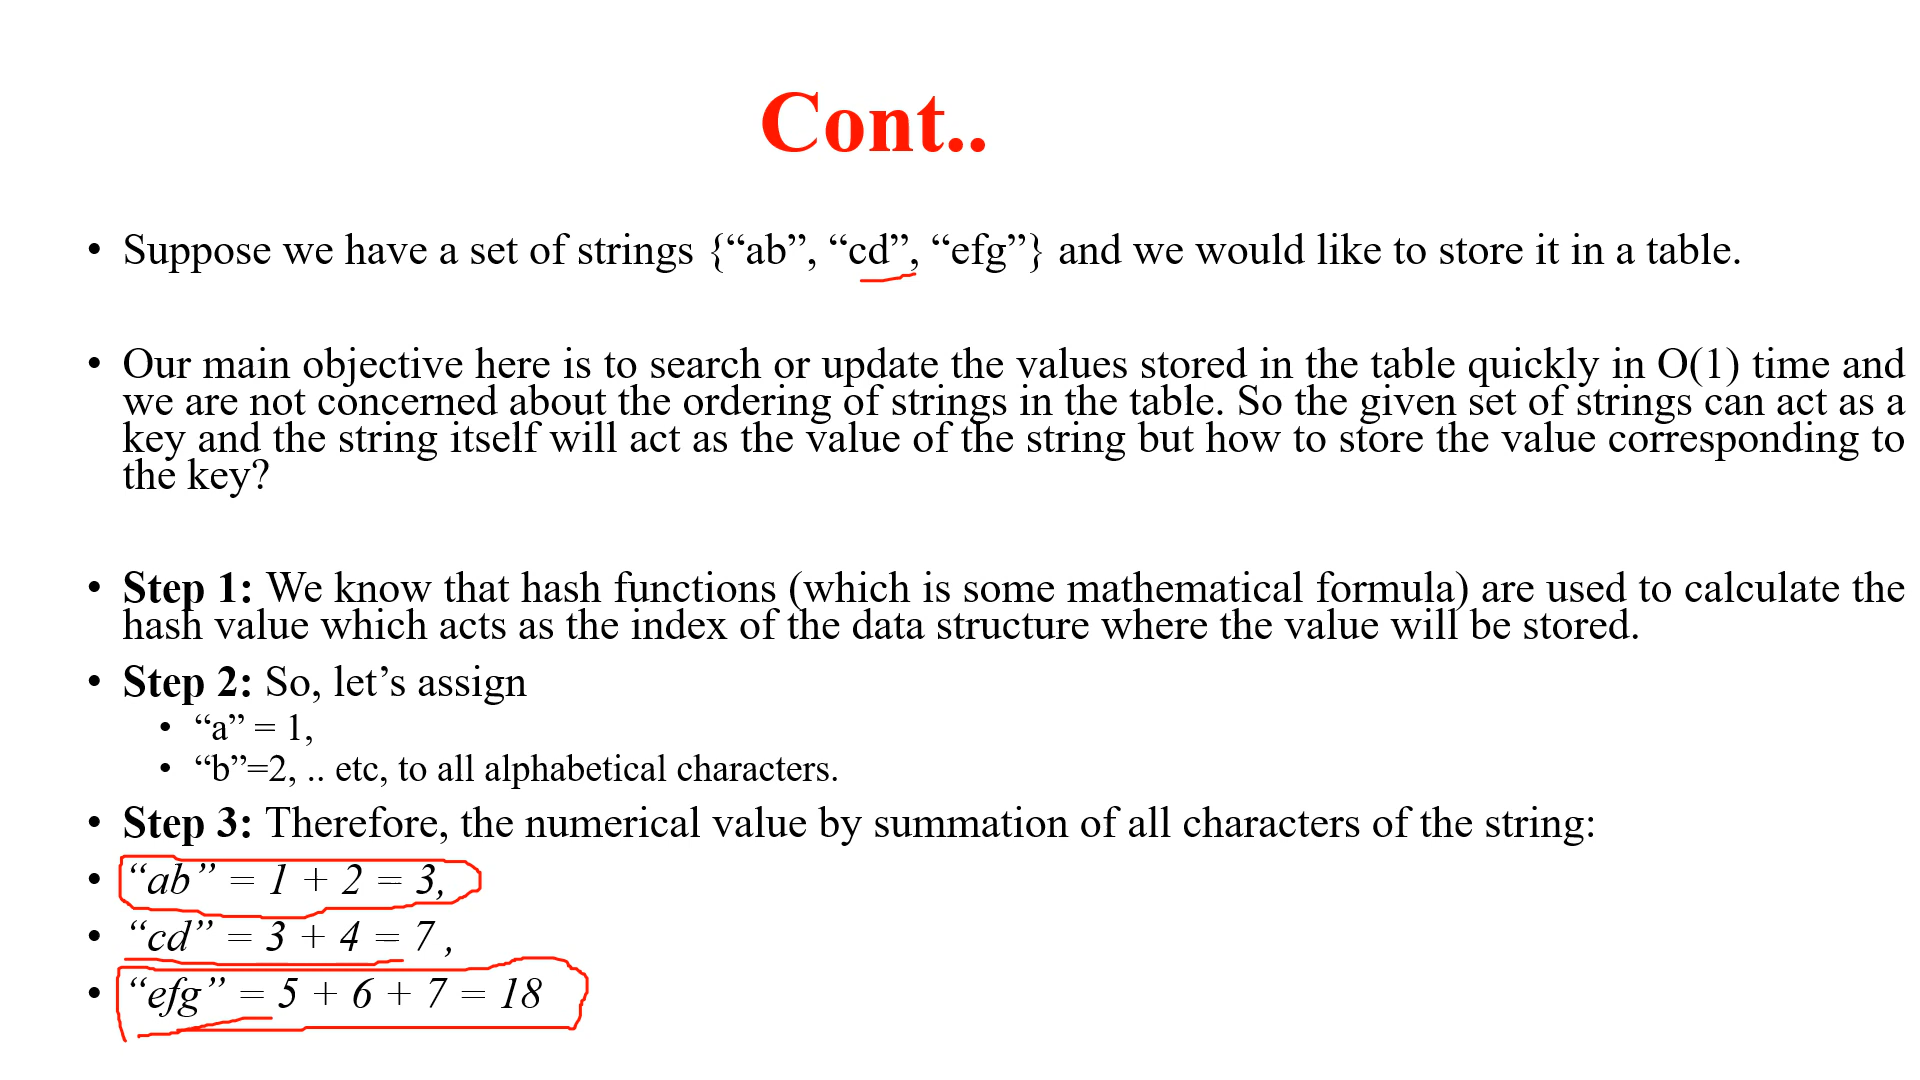 Cont..
• Suppose we have a set of strings {“ab”, “cd”, “efg”} and we would like to store it in a table.
• Our main objective here is to search or update the values stored in the table quickly in O(1) time and
we are not concerned about the ordering of strings in the table. So the given set of strings can act as a
key and the string itself will act as the value of the string but how to store the value corresponding to
the key?
• Step 1: We know that hash functions (which is some mathematical formula) are used to calculate the
hash value which acts as the index of the data structure where the value will be stored.
• Step 2: So, let’s assign
• “a” = 1,
• “b”=2, .. etc, to all alphabetical characters.
• Step 3: Therefore, the numerical value by summation of all characters of the string:
• “ab” = 1 + 2 = 3,
• “cd” = 3 + 4 = 7 ,
• “efg” = 5 + 6 + 7 = 18